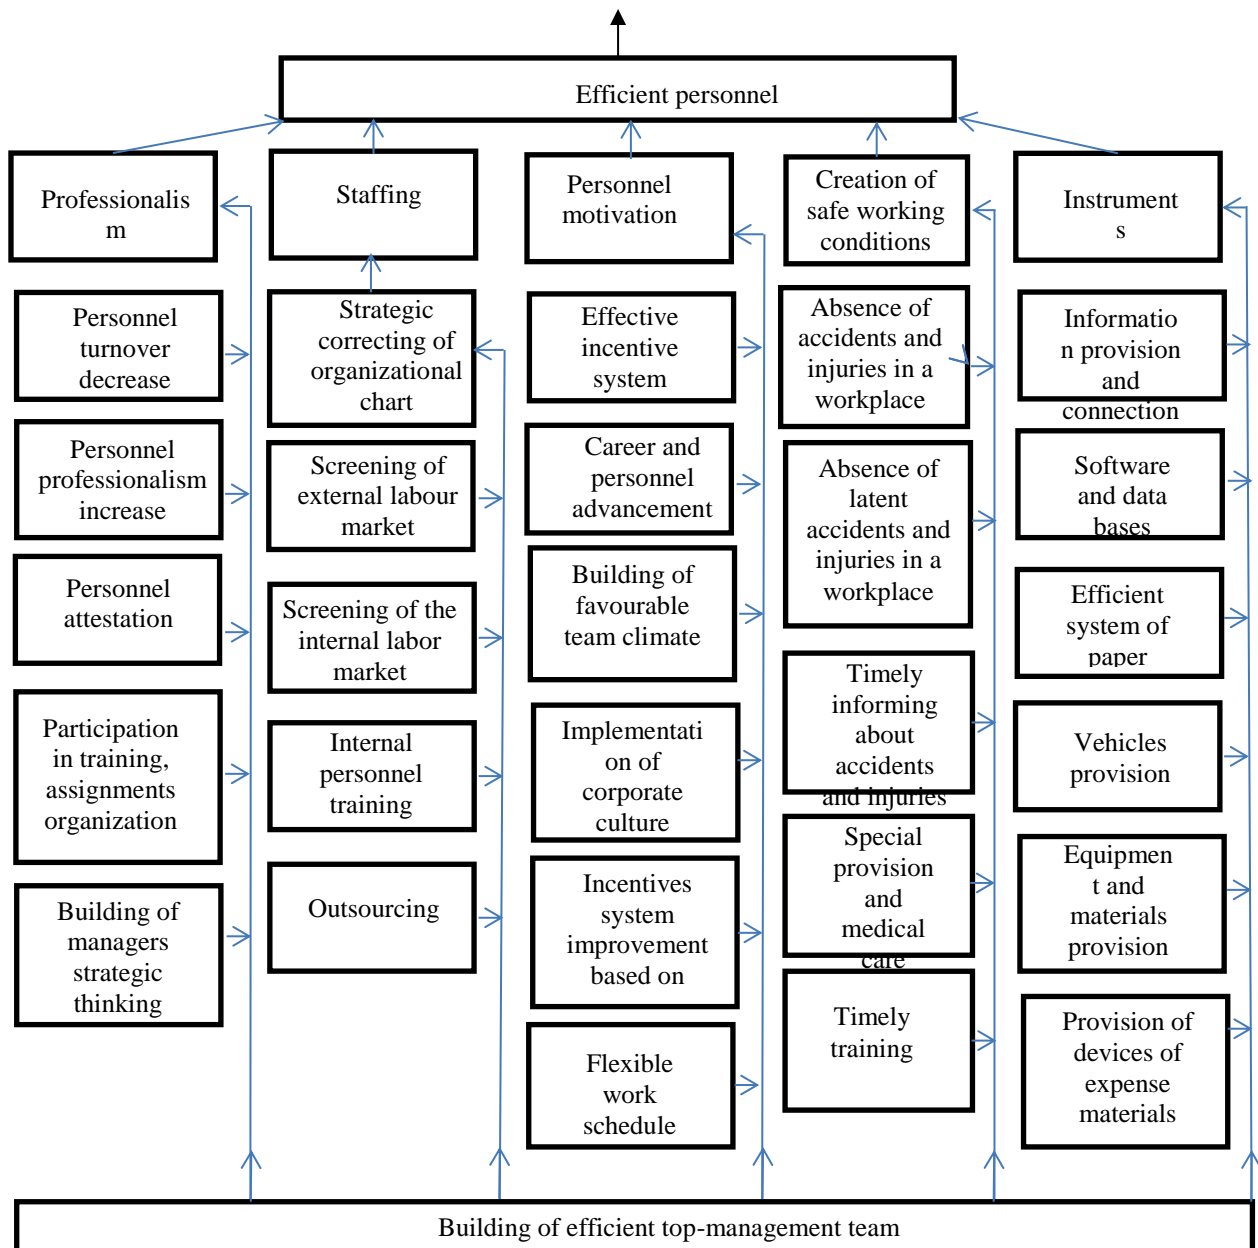 Efficient personnel
Professionalis
m
Staffing
Personnel
motivation
Creation of
safe working
conditions
Instrument
s
Personnel
turnover
decrease
Personnel
professionalism
increase
Personnel
attestation
Participation
in training,
assignments
organization
Building of
managers
strategic
thinking
Strategic
correcting of
organizational
chart
Screening of
external labour
market
Screening of the
internal labor
market
Internal
personnel
training
Outsourcing
Effective
incentive
system
Career and
personnel
advancement
Building of
favourable
team climate
Implementati
on of
corporate
culture
Incentives
system
improvement
based on
Flexible
work
schedule
Absence of
accidents and
injuries in a
workplace
Absence of
latent
accidents and
injuries in a
workplace
Timely
informing
about
accidents
and injuries
Special
provision
and
medical
care
Timely
training
Informatio
n provision
and
connection
Software
and data
bases
Efficient
system of
paper
Vehicles
provision
Equipmen
t and
materials
provision
Provision of
devices of
expense
materials
Building of efficient top-management team